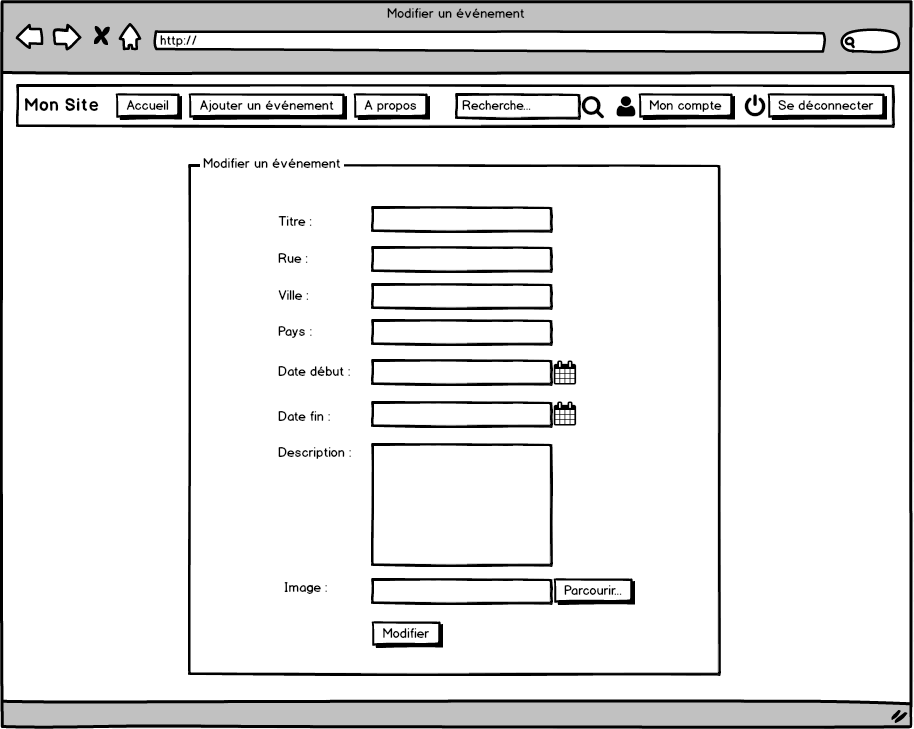 Modifier un événement
http://
Mon Site Accueil Ajouter un événement A propos Recherche... Mon compte Se déconnecter
Modifier un événement
Titre :
Rue :
Ville :
Pays :
Date début :
Date fin :
Description :
Image : Parcourir...
Modifier